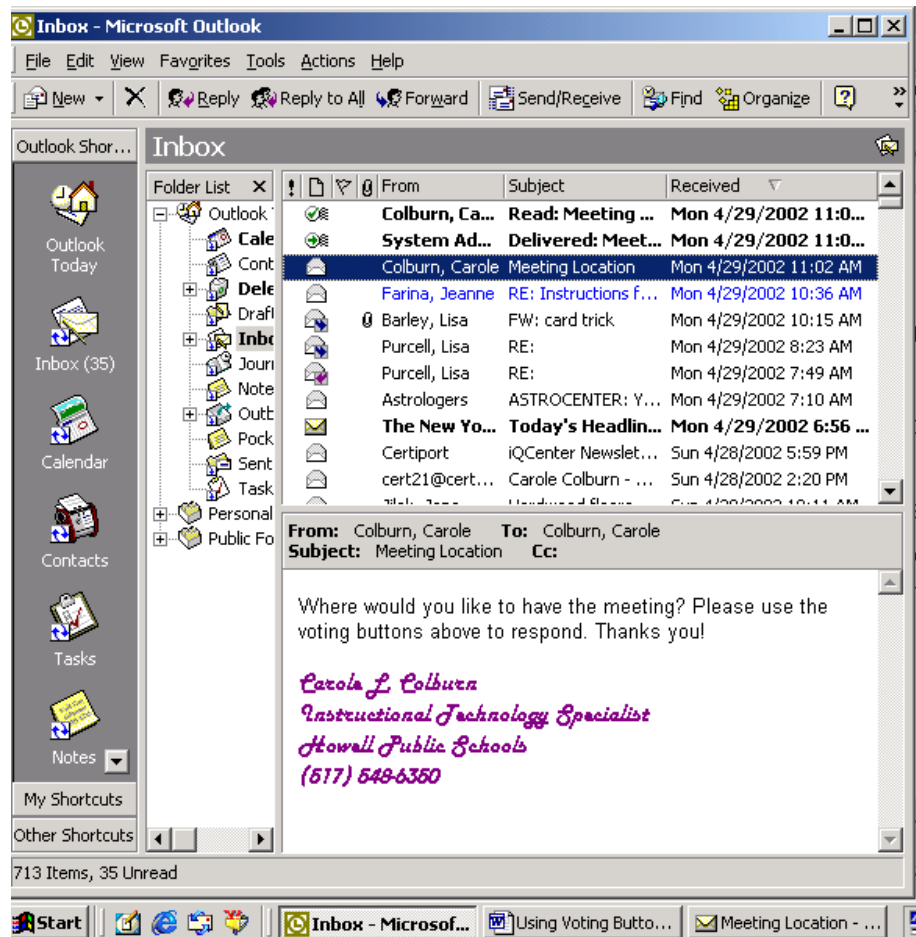 Inbox - Microsoft Outlook
File Edit View Favorites Tools Actions Help
New Reply Reply to All Forward Send/Receive Find Organize
Outlook Shor...
Inbox
Outlook Today
Inbox (35)
Calendar
Contacts
Tasks
Notes
My Shortcuts
Other Shortcuts
Folder List
Outlook
Cale
Cont
Dele
Draf
Inbo
Jour
Note
Outb
Pock
Sent
Task
Personal
Public Fo
From Subject Received
Colburn, Ca... Read: Meeting ... Mon 4/29/2002 11:0...
System Ad... Delivered: Meet... Mon 4/29/2002 11:0...
Colburn, Carole Meeting Location Mon 4/29/2002 11:02 AM
Farina, Jeanne RE: Instructions f... Mon 4/29/2002 10:36 AM
Barley, Lisa FW: card trick Mon 4/29/2002 10:15 AM
Purcell, Lisa RE: Mon 4/29/2002 8:23 AM
Purcell, Lisa RE: Mon 4/29/2002 7:49 AM
Astrologers ASTROCENTER: Y... Mon 4/29/2002 7:10 AM
The New Yo... Today's Headlin... Mon 4/29/2002 6:56 ...
Certiport iQCenter Newslet... Sun 4/28/2002 5:59 PM
cert21@cert... Carole Colburn - ... Sun 4/28/2002 2:20 PM
From: Colburn, Carole To: Colburn, Carole
Subject: Meeting Location Cc:
Where would you like to have the meeting? Please use the
voting buttons above to respond. Thanks you!
Carole L. Colburn
Instructional Technology Specialist
Howell Public Schools
(517) 548-6350
713 Items, 35 Unread
Start Inbox - Microsof... Using Voting Butto... Meeting Location - ...